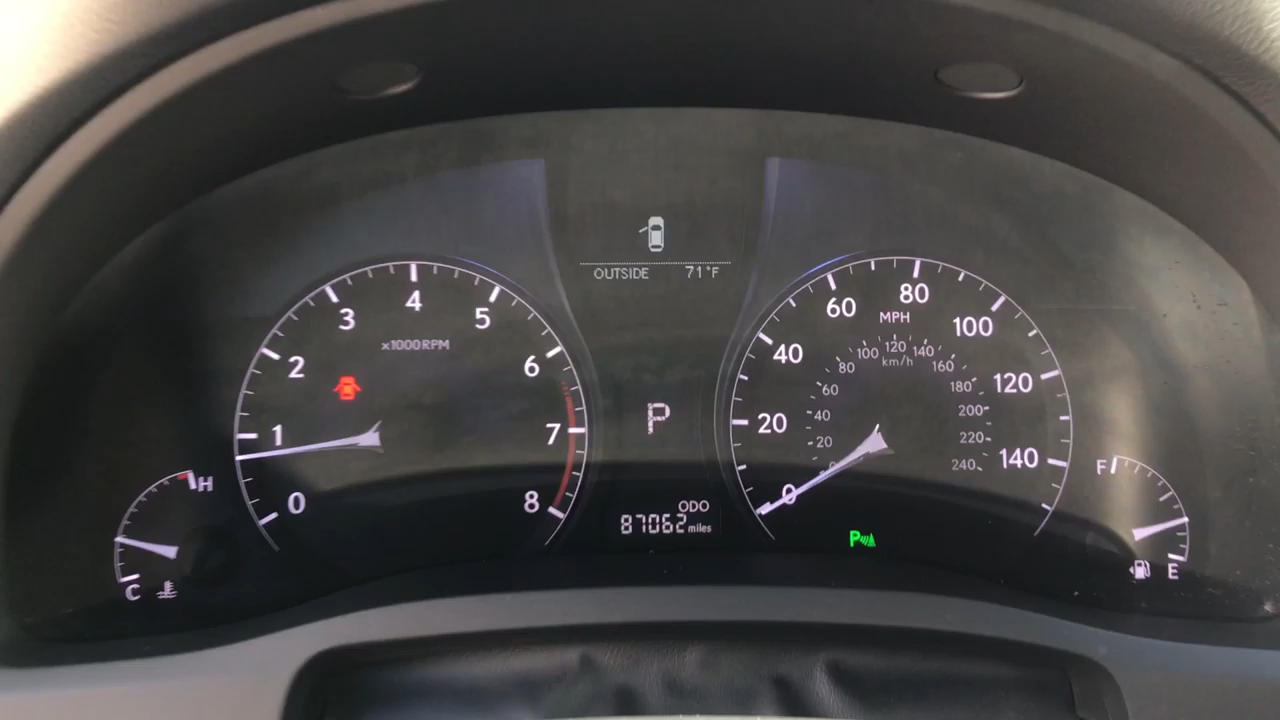 OUTSIDE 71°F
0 1 2 3 4 5 6 7 8
x1000RPM
P
ODO
87062 miles
0 20 40 60 80 100 120 140
MPH
20 40 60 80 100 120 140 160 180 200 220 240
km/h
H
C
F
E
P